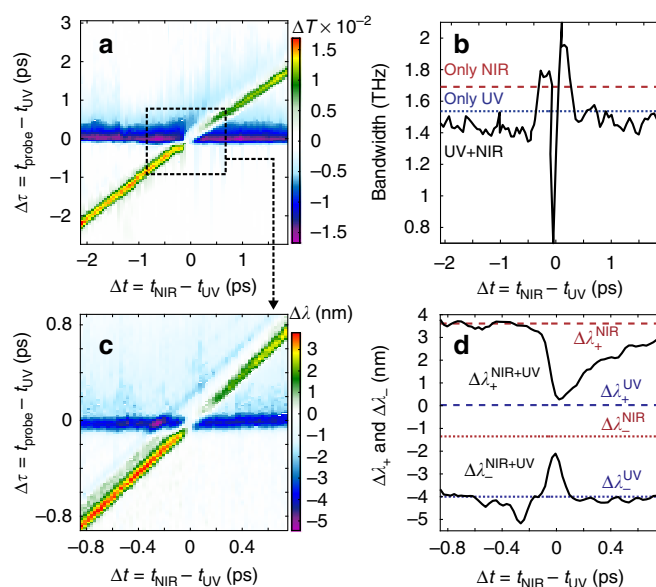 a
ΔT × 10⁻²
3
2
1
0
−1
−2
Δτ = t_probe − t_UV (ps)
1.5
1
0.5
0
−0.5
−1
−1.5
−2
−1
0
1
Δt = t_NIR − t_UV (ps)
b
2
1.8
1.6
1.4
1.2
1
0.8
Bandwidth (THz)
Only NIR
Only UV
UV+NIR
−2
−1
0
1
Δt = t_NIR − t_UV (ps)
c
Δλ (nm)
0.8
0
−0.8
Δτ = t_probe − t_UV (ps)
3
2
1
0
−1
−2
−3
−4
−5
−0.8
−0.4
0
0.4
Δt = t_NIR − t_UV (ps)
d
4
3
2
1
0
−1
−2
−3
−4
−5
Δλ₊ and Δλ₋ (nm)
Δλ₊^NIR
Δλ₊^NIR+UV
Δλ₊^UV
Δλ₋^NIR
Δλ₋^NIR+UV
Δλ₋^UV
−0.8
−0.4
0
0.4
Δt = t_NIR − t_UV (ps)